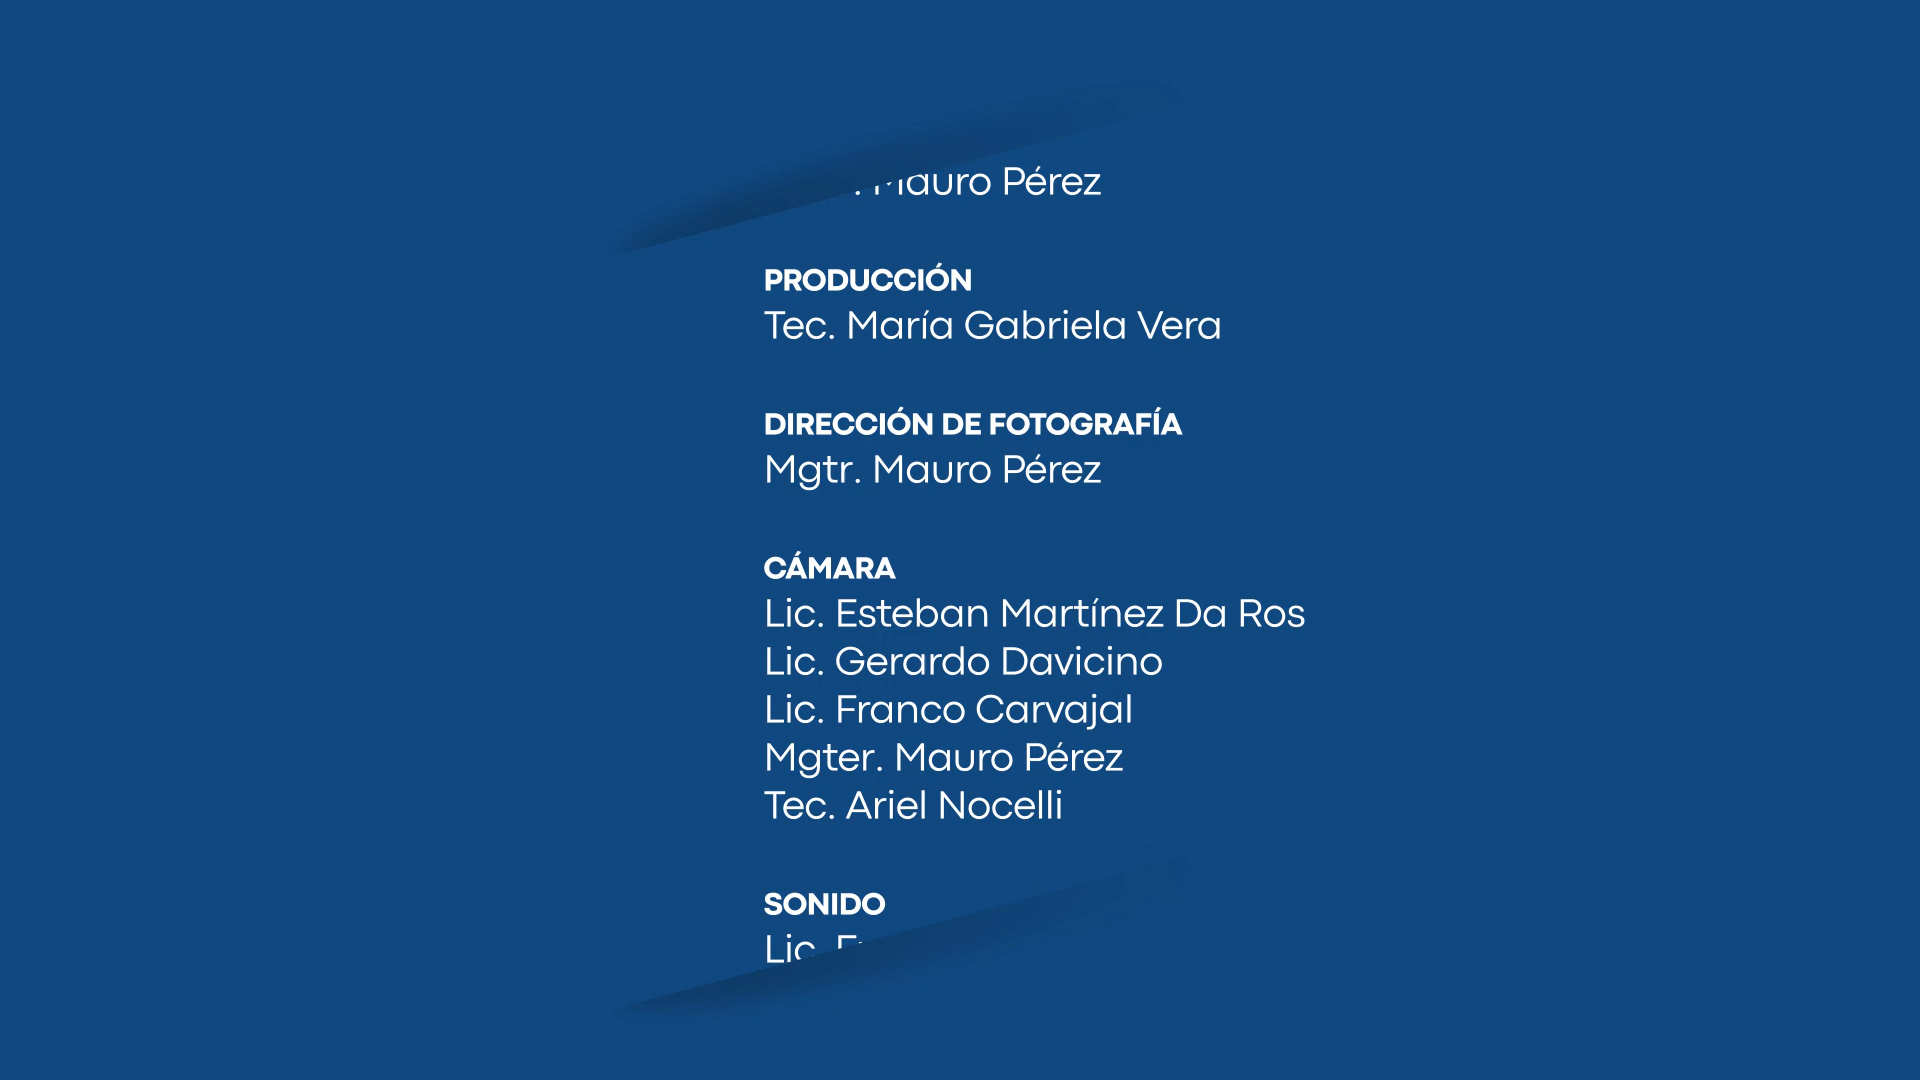 Mauro Pérez
PRODUCCIÓN
Tec. María Gabriela Vera
DIRECCIÓN DE FOTOGRAFÍA
Mgtr. Mauro Pérez
CÁMARA
Lic. Esteban Martínez Da Ros
Lic. Gerardo Davicino
Lic. Franco Carvajal
Mgter. Mauro Pérez
Tec. Ariel Nocelli
SONIDO
Lic.